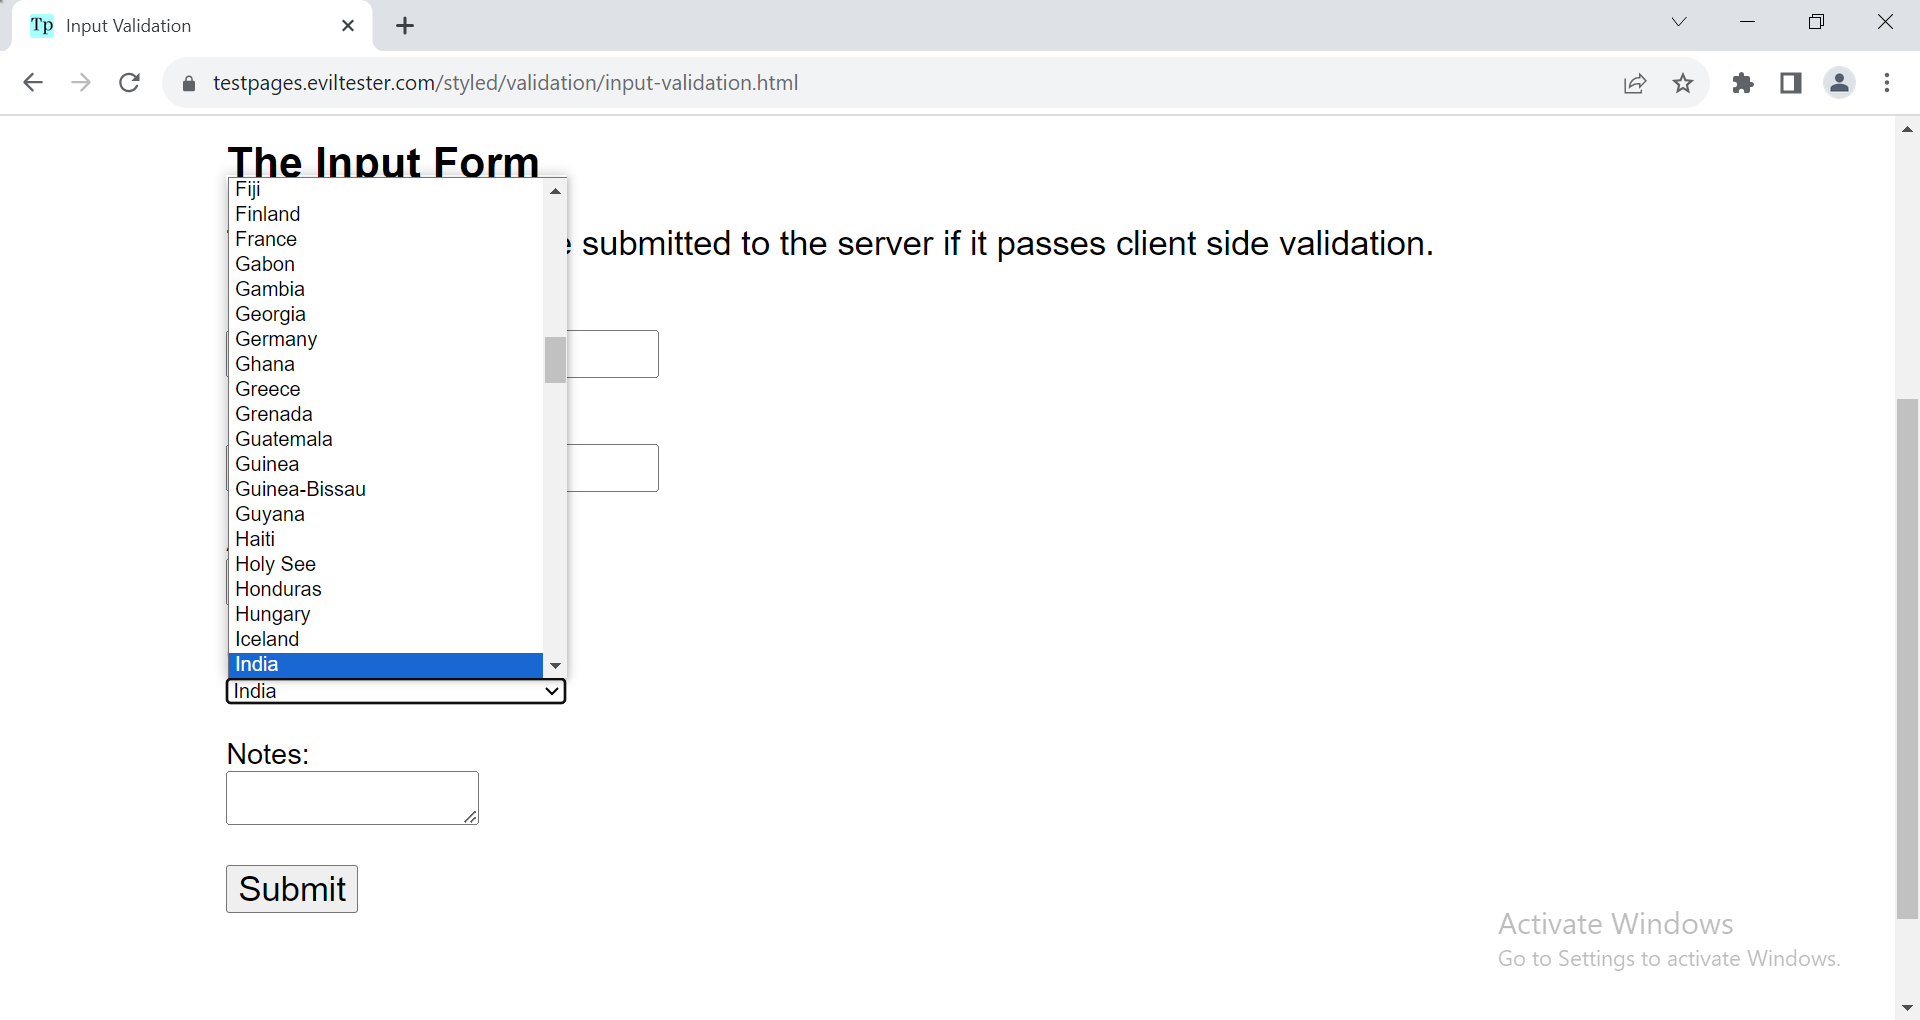 Tp Input Validation
testpages.eviltester.com/styled/validation/input-validation.html
The Input Form
submitted to the server if it passes client side validation.
Fiji
Finland
France
Gabon
Gambia
Georgia
Germany
Ghana
Greece
Grenada
Guatemala
Guinea
Guinea-Bissau
Guyana
Haiti
Holy See
Honduras
Hungary
Iceland
India
India
Notes:
Submit
Activate Windows
Go to Settings to activate Windows.